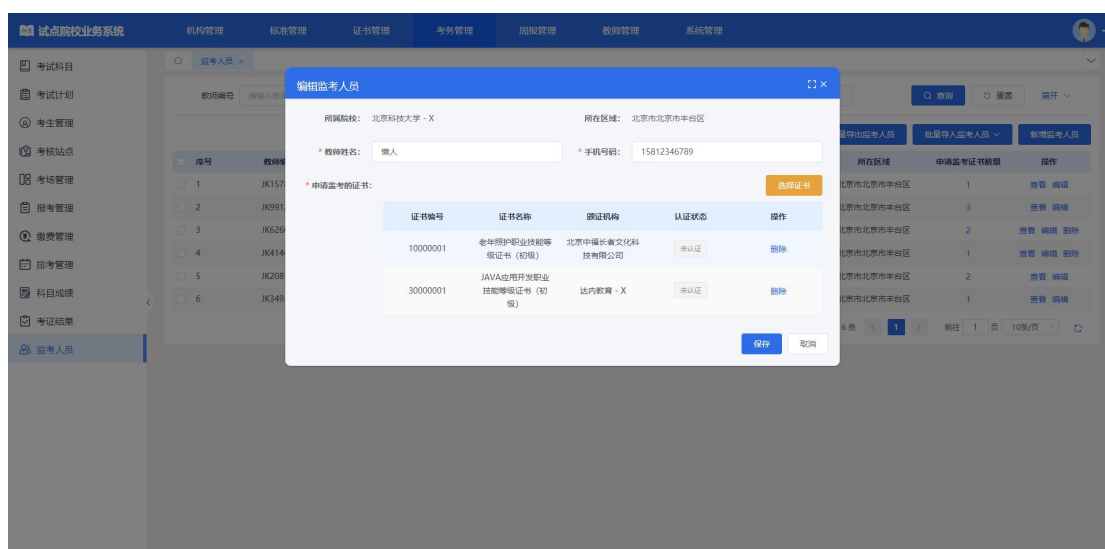 试点院校业务系统 机构管理 标准管理 证书管理 考务管理 周报管理 教师管理 系统管理
考试科目
考试计划
考生管理
考核站点
考场管理
报考管理
缴费管理
排考管理
科目成绩
考证结果
监考人员
监考人员 ×
教师编号 查询 重置 展开
量导出监考人员 批量导入监考人员 新增监考人员
序号 所在区域 申请监考证书数量 操作
1 JK157 北京市北京市丰台区 1 查看 编辑
2 JK991 北京市北京市丰台区 3 查看 编辑
3 JK626 北京市北京市丰台区 2 查看 编辑 删除
4 JK414 北京市北京市丰台区 1 查看 编辑 删除
5 JK208 北京市北京市丰台区 2 查看 编辑
6 JK349 北京市北京市丰台区 1 查看 编辑
6 条 1 前往 1 页 10条/页
编辑监考人员
所属院校: 北京科技大学 - X 所在区域: 北京市北京市丰台区
* 教师姓名: 懒人 * 手机号码: 15812346789
* 申请监考的证书: 选择证书
证书编号 证书名称 颁证机构 认证状态 操作
10000001 老年照护职业技能等级证书（初级） 北京中福长者文化科技有限公司 未认证 删除
30000001 JAVA应用开发职业技能等级证书（初级） 达内教育 - X 未认证 删除
保存 取消